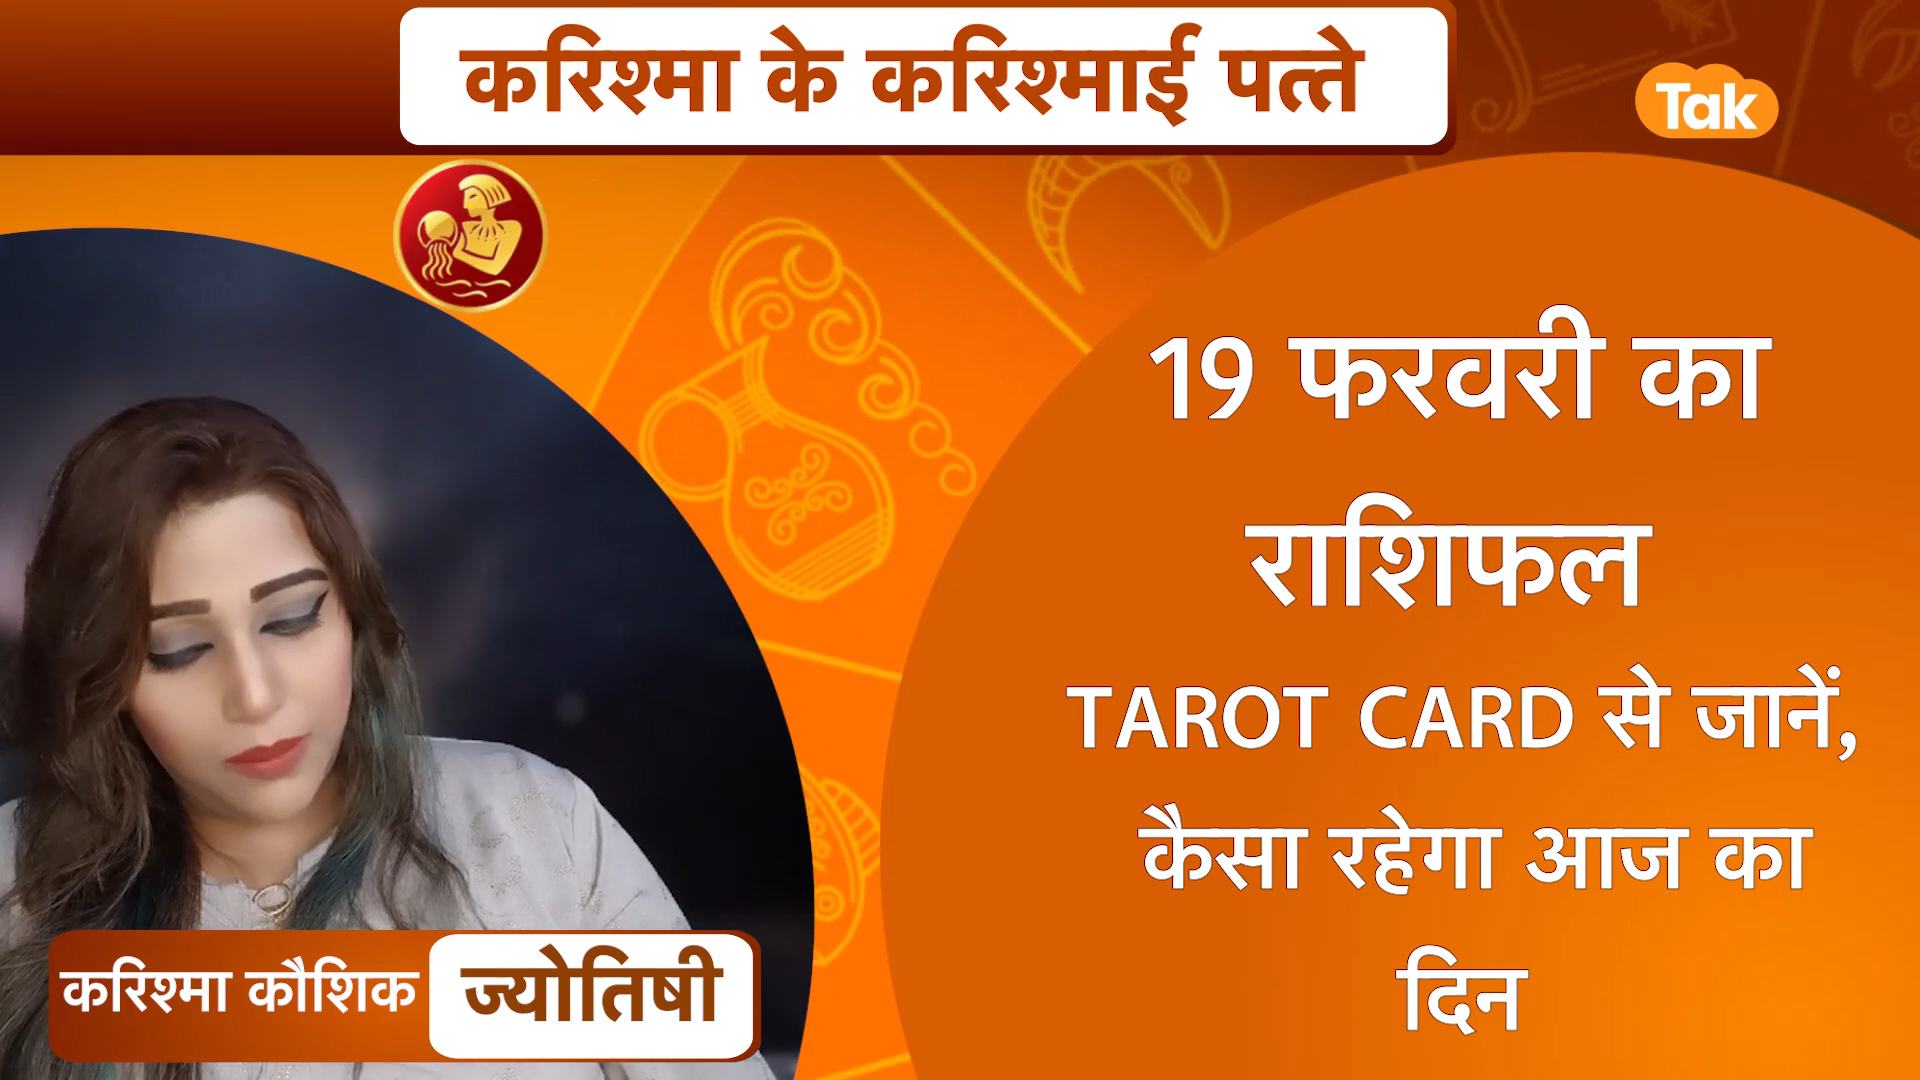 करिश्मा के करिश्माई पत्ते
Tak
19 फरवरी का
राशिफल
TAROT CARD से जानें,
कैसा रहेगा आज का
दिन
करिश्मा कौशिक
ज्योतिषी